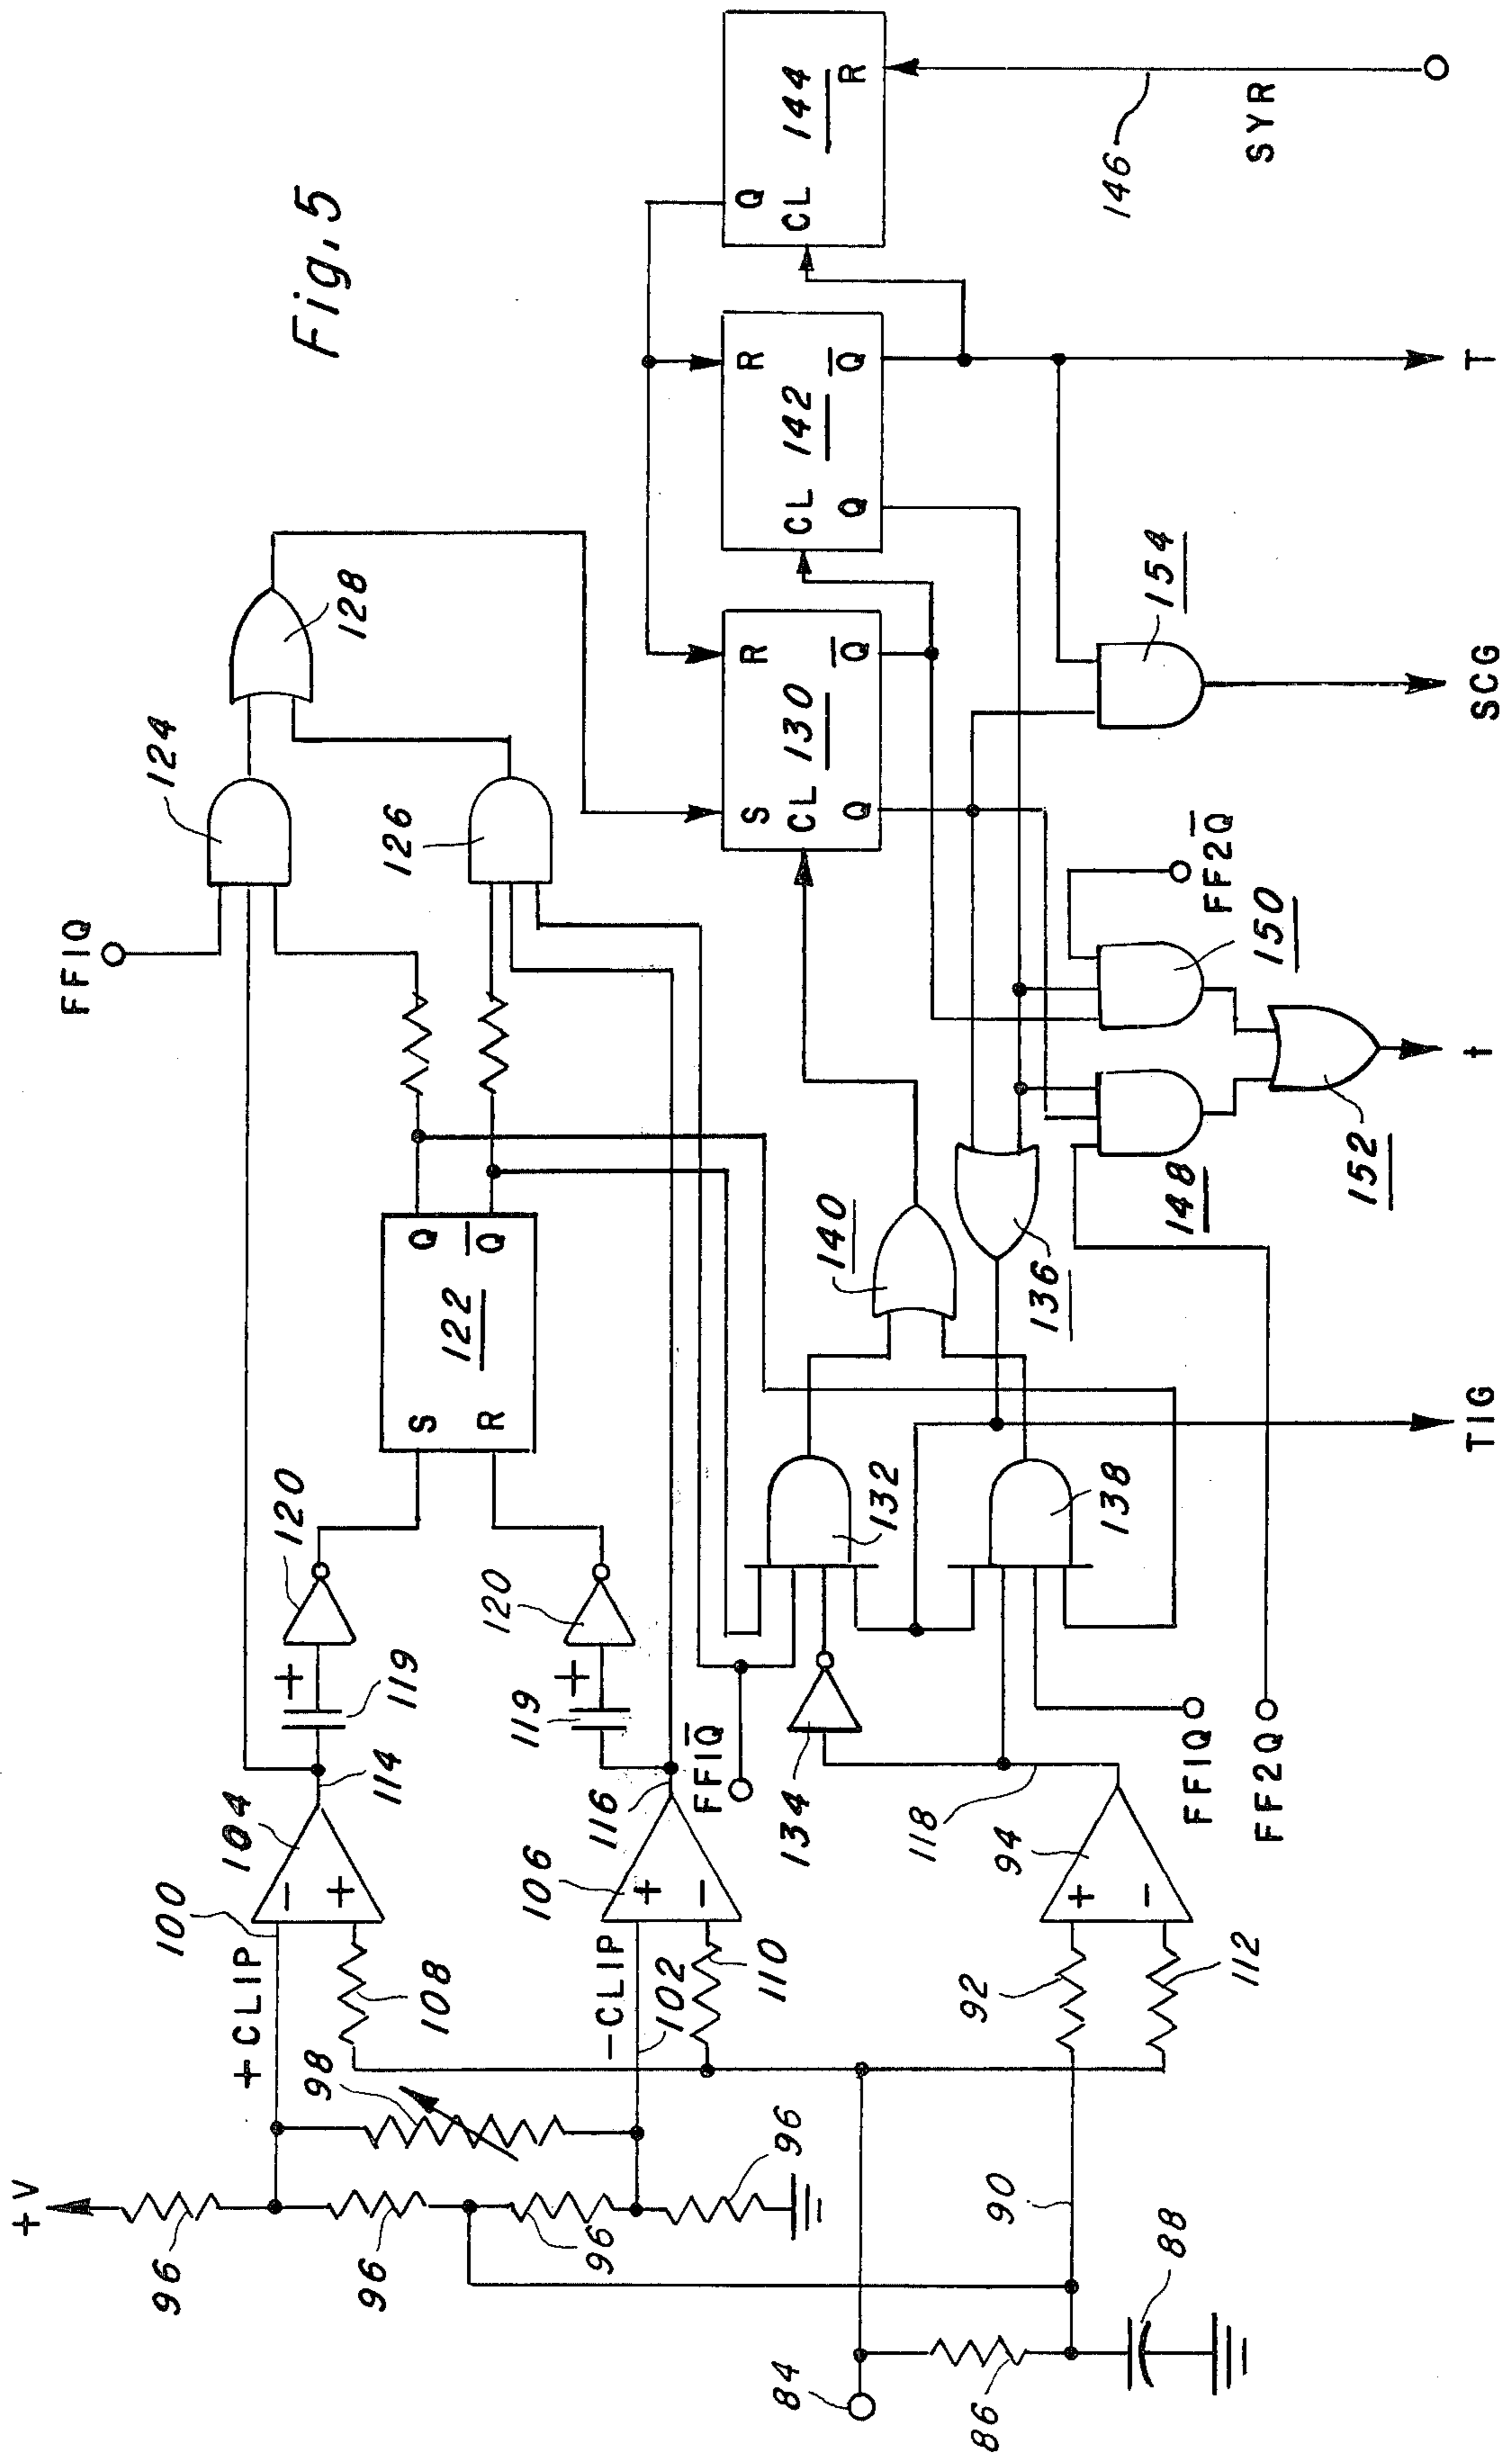 Fig. 5
+V
96
96
96
96
98
+CLIP
100
-CLIP
102
108
110
92
112
90
84
86
88
104
-
+
106
+
-
94
+
-
114
116
118
119
+
119
+
120
120
S
R
122
Q
Q̅
FF1Q
124
126
128
FF1Q̅
134
132
138
FF1Q
FF2Q
TIG
140
136
148
150
FF2Q̅
152
t
S
CL
130
R
Q
Q̅
CL
142
R
Q
Q̅
154
SCG
T
Q
CL
144
R
146
SYR